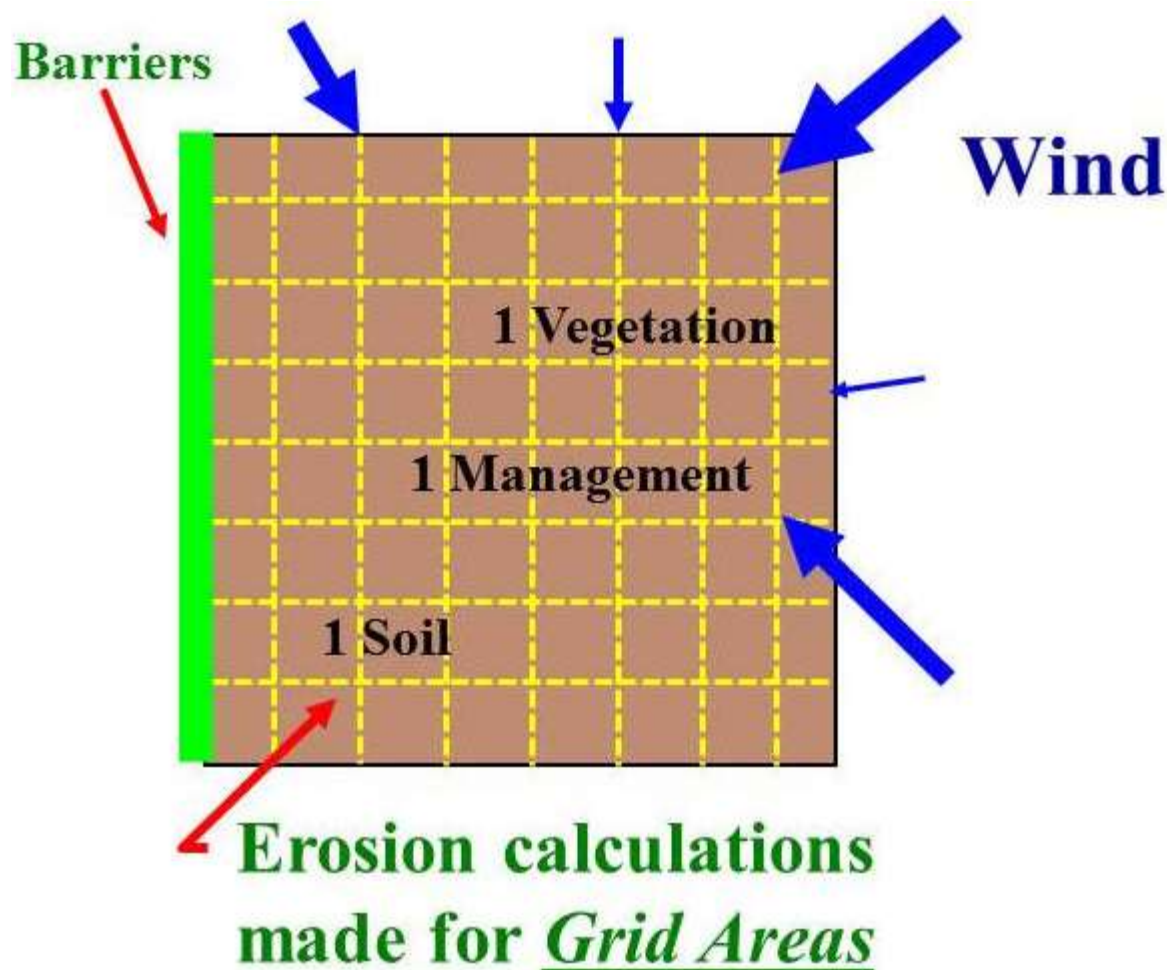 Barriers
Wind
1 Vegetation
1 Management
1 Soil
Erosion calculations
made for Grid Areas